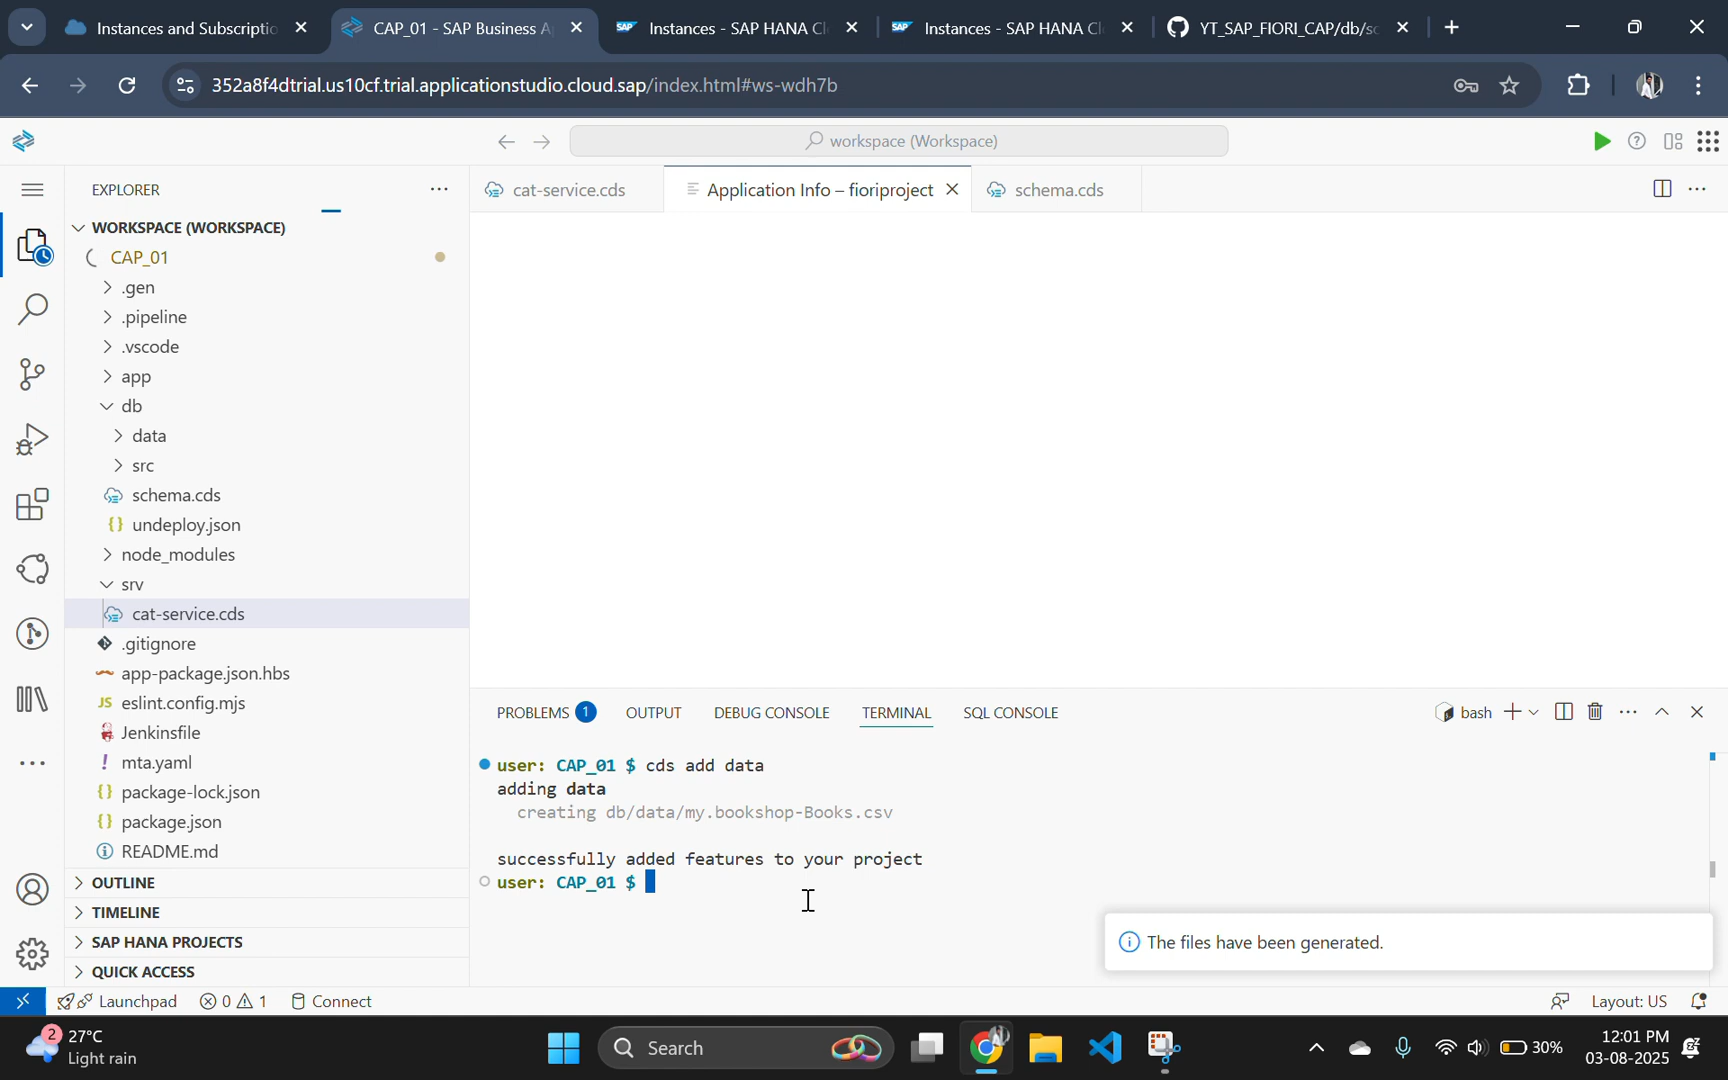 Instances and Subscriptio
CAP_01 - SAP Business A
SAP Instances - SAP HANA Cl
SAP Instances - SAP HANA Cl
YT_SAP_FIORI_CAP/db/sc
352a8f4dtrial.us10cf.trial.applicationstudio.cloud.sap/index.html#ws-wdh7b
workspace (Workspace)
EXPLORER
cat-service.cds
Application Info – fioriproject
schema.cds
WORKSPACE (WORKSPACE)
CAP_01
.gen
.pipeline
.vscode
app
db
data
src
schema.cds
undeploy.json
node_modules
srv
cat-service.cds
.gitignore
app-package.json.hbs
JS eslint.config.mjs
Jenkinsfile
! mta.yaml
{} package-lock.json
{} package.json
README.md
OUTLINE
TIMELINE
SAP HANA PROJECTS
QUICK ACCESS
PROBLEMS 1
OUTPUT
DEBUG CONSOLE
TERMINAL
SQL CONSOLE
bash
user: CAP_01 $ cds add data
adding data
creating db/data/my.bookshop-Books.csv
successfully added features to your project
user: CAP_01 $
The files have been generated.
Launchpad
0
1
Connect
Layout: US
2
27°C
Light rain
Search
30%
12:01 PM
03-08-2025